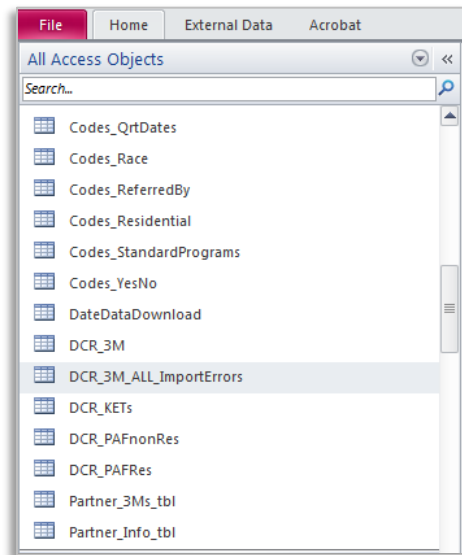 File Home External Data Acrobat
All Access Objects «
Search...
Codes_QrtDates
Codes_Race
Codes_ReferredBy
Codes_Residential
Codes_StandardPrograms
Codes_YesNo
DateDataDownload
DCR_3M
DCR_3M_ALL_ImportErrors
DCR_KETs
DCR_PAFnonRes
DCR_PAFRes
Partner_3Ms_tbl
Partner_Info_tbl